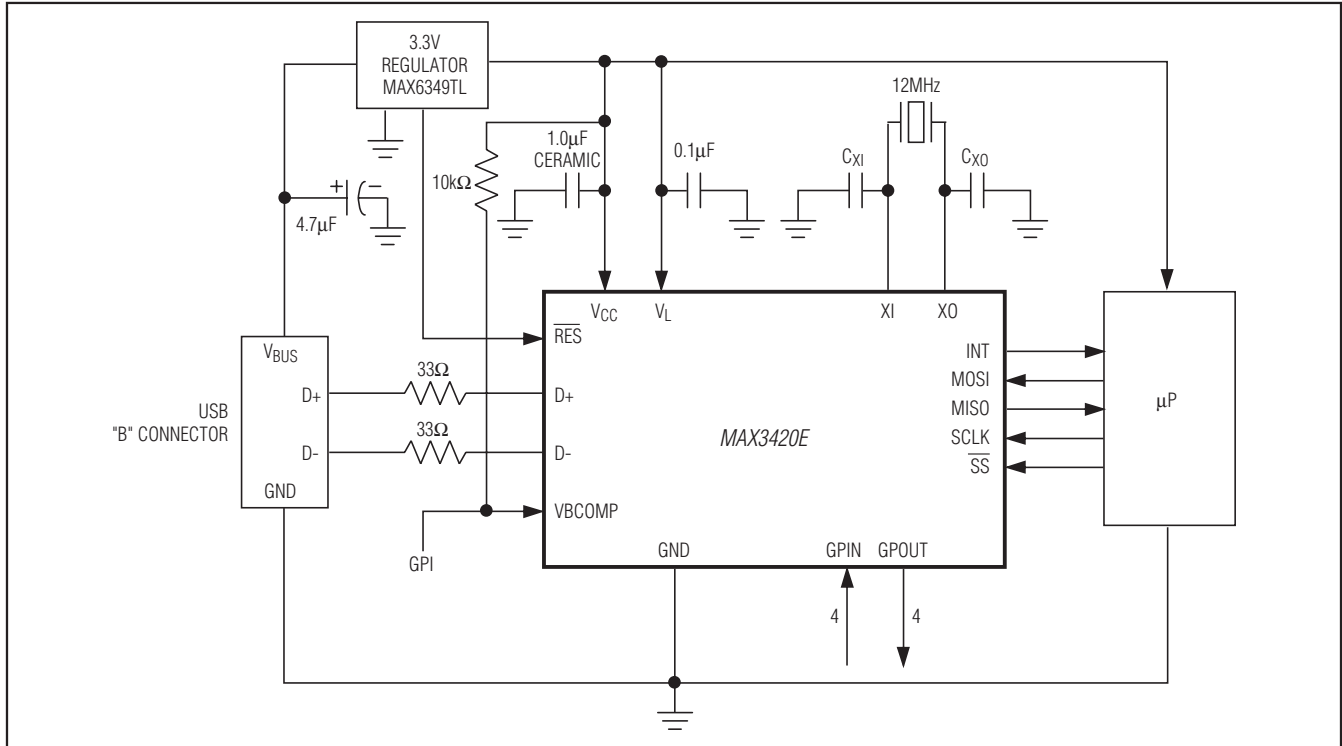 3.3V
REGULATOR
MAX6349TL
12MHz
1.0µF
CERAMIC
0.1µF
CXI
CXO
10kΩ
+
-
4.7µF
VCC
VL
XI
XO
RES
VBUS
INT
33Ω
D+
D+
MOSI
USB
"B" CONNECTOR
MAX3420E
MISO
µP
33Ω
D-
D-
SCLK
SS
GND
VBCOMP
GPI
GND
GPIN
GPOUT
4
4